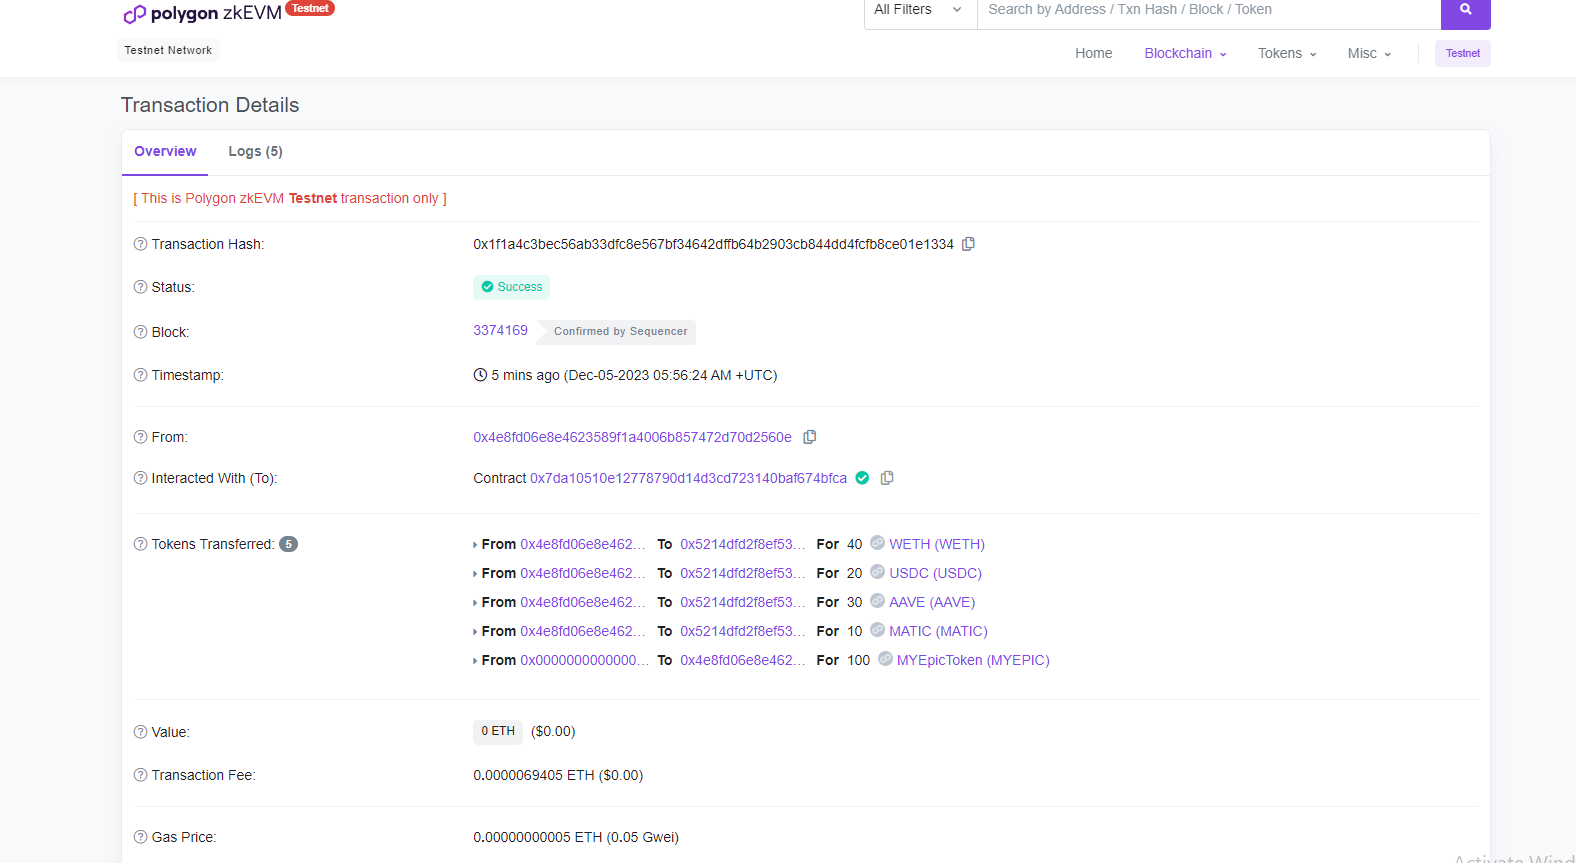 polygon zkEVM Testnet
All Filters Search by Address / Txn Hash / Block / Token
Testnet Network
Home Blockchain Tokens Misc Testnet
Transaction Details
Overview Logs (5)
[ This is Polygon zkEVM Testnet transaction only ]
Transaction Hash: 0x1f1a4c3bec56ab33dfc8e567bf34642dffb64b2903cb844dd4fcfb8ce01e1334
Status: Success
Block: 3374169 Confirmed by Sequencer
Timestamp: 5 mins ago (Dec-05-2023 05:56:24 AM +UTC)
From: 0x4e8fd06e8e4623589f1a4006b857472d70d2560e
Interacted With (To): Contract 0x7da10510e12778790d14d3cd723140baf674bfca
Tokens Transferred: 5 From 0x4e8fd06e8e462... To 0x5214dfd2f8ef53... For 40 WETH (WETH)
From 0x4e8fd06e8e462... To 0x5214dfd2f8ef53... For 20 USDC (USDC)
From 0x4e8fd06e8e462... To 0x5214dfd2f8ef53... For 30 AAVE (AAVE)
From 0x4e8fd06e8e462... To 0x5214dfd2f8ef53... For 10 MATIC (MATIC)
From 0x0000000000000... To 0x4e8fd06e8e462... For 100 MYEpicToken (MYEPIC)
Value: 0 ETH ($0.00)
Transaction Fee: 0.0000069405 ETH ($0.00)
Gas Price: 0.00000000005 ETH (0.05 Gwei)
Activate Wind